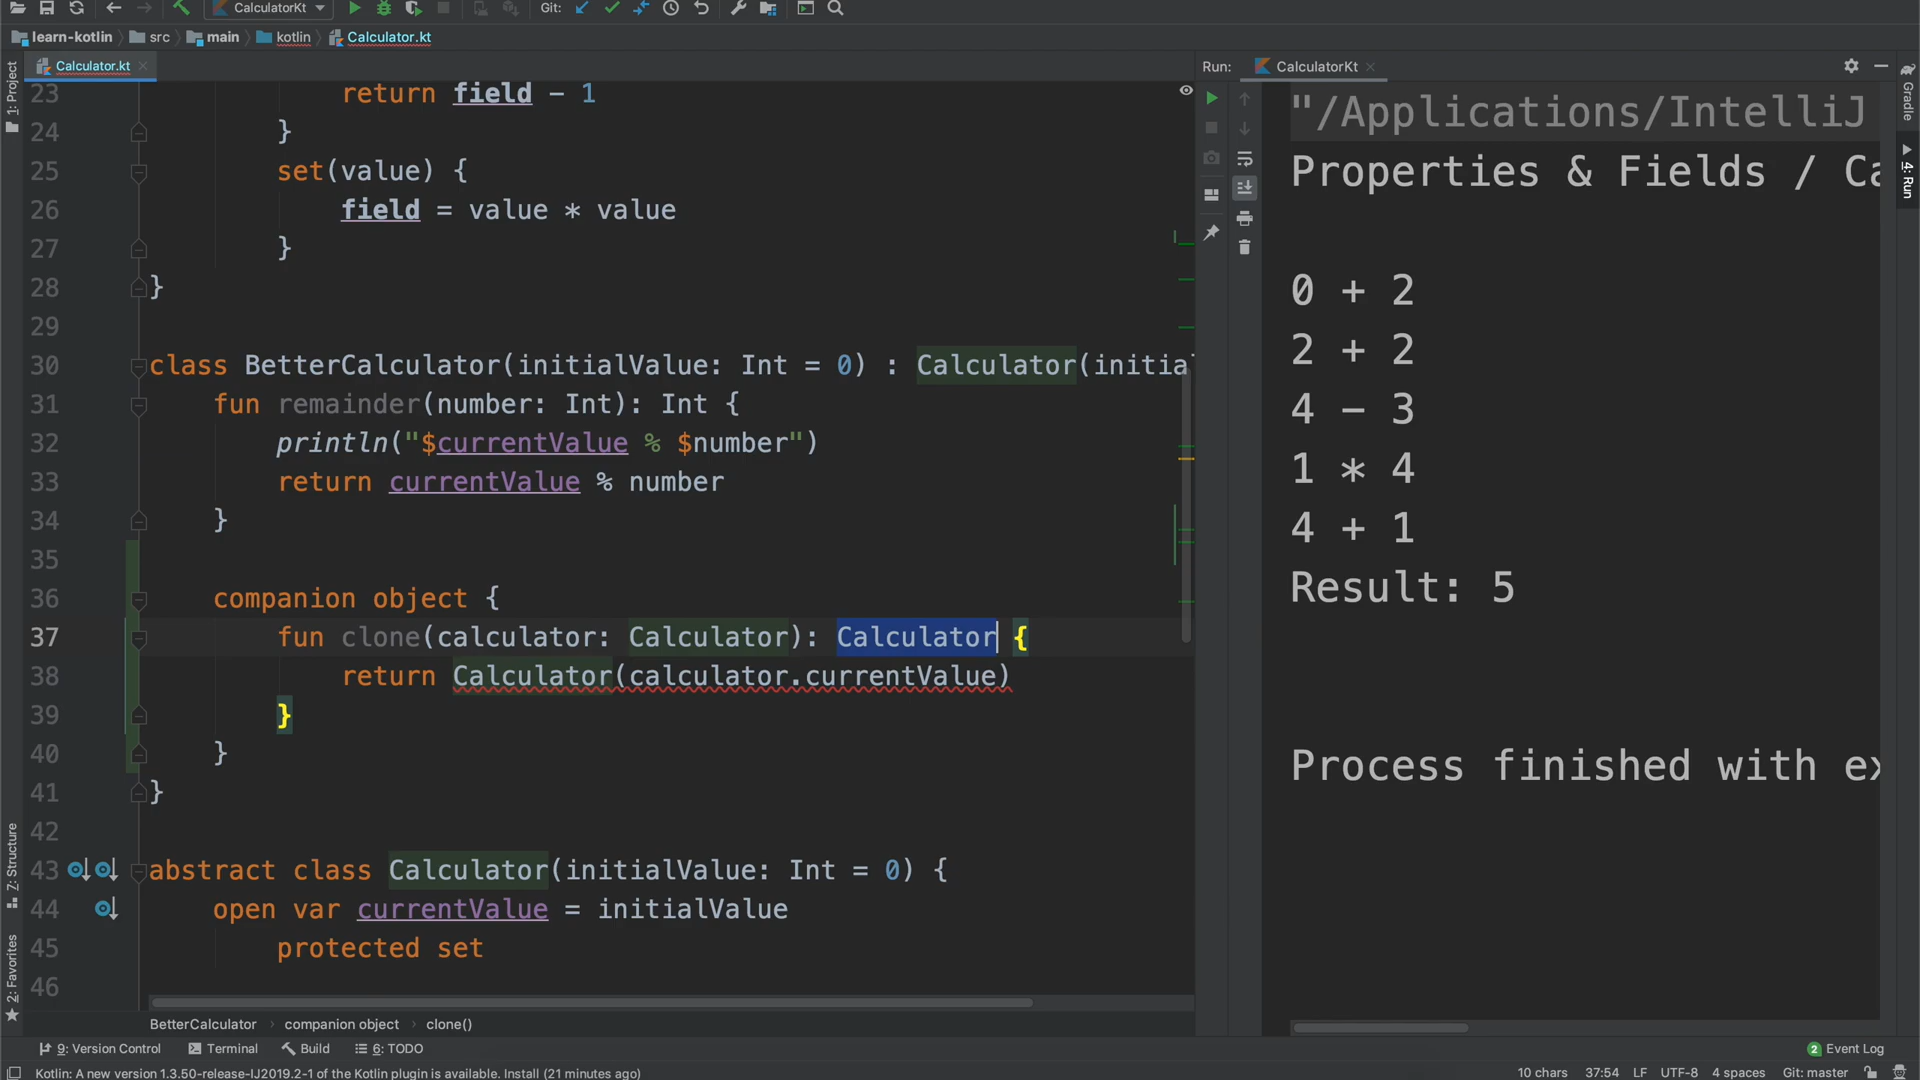 CalculatorKt
Git:
learn-kotlin
src
main
kotlin
Calculator.kt
1: Project
Calculator.kt
23 return field - 1
24 }
25 set(value) {
26 field = value * value
27 }
28 }
29
30 class BetterCalculator(initialValue: Int = 0) : Calculator(initia
31 fun remainder(number: Int): Int {
32 println("$currentValue % $number")
33 return currentValue % number
34 }
35
36 companion object {
37 fun clone(calculator: Calculator): Calculator {
38 return Calculator(calculator.currentValue)
39 }
40 }
41 }
42
43 abstract class Calculator(initialValue: Int = 0) {
44 open var currentValue = initialValue
45 protected set
46
BetterCalculator
companion object
clone()
7: Structure
2: Favorites
Run:
CalculatorKt
"/Applications/IntelliJ
Properties & Fields / Ca
0 + 2
2 + 2
4 - 3
1 * 4
4 + 1
Result: 5
Process finished with ex
Gradle
4: Run
9: Version Control
Terminal
Build
6: TODO
2 Event Log
Kotlin: A new version 1.3.50-release-IJ2019.2-1 of the Kotlin plugin is available. Install (21 minutes ago)
10 chars
37:54
LF
UTF-8
4 spaces
Git: master